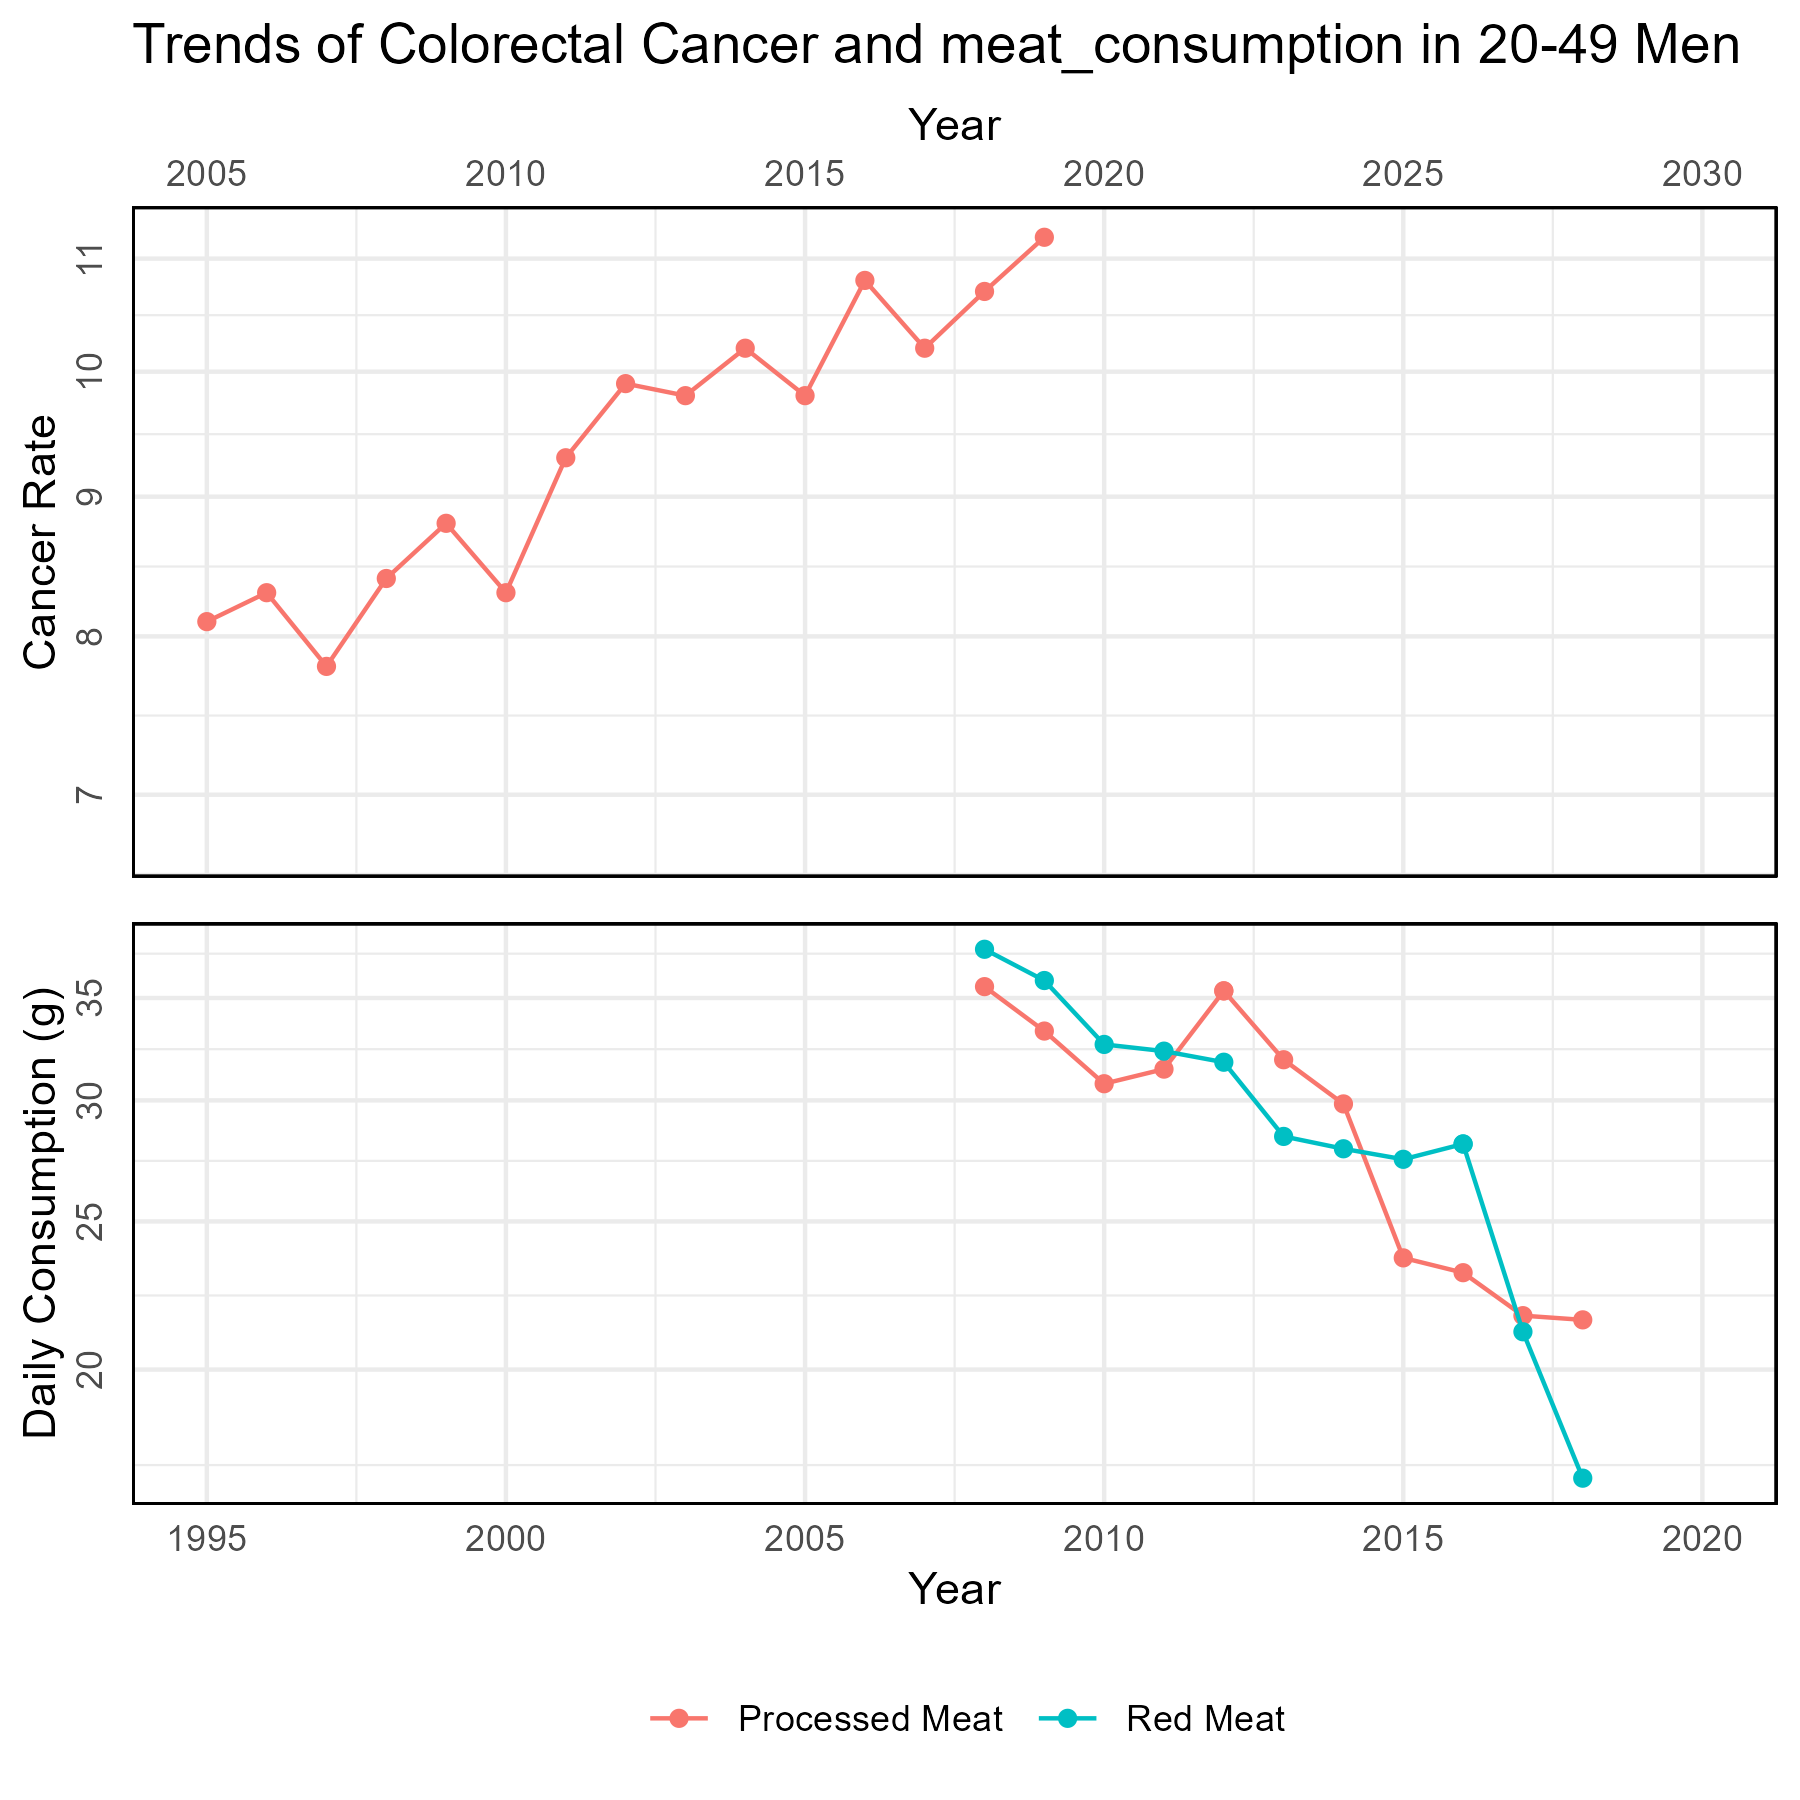 Trends of Colorectal Cancer and meat_consumption in 20-49 Men
Year
2005 2010 2015 2020 2025 2030
Cancer Rate
11
10
9
8
7
Daily Consumption (g)
35
30
25
20
1995 2000 2005 2010 2015 2020
Year
Processed Meat Red Meat